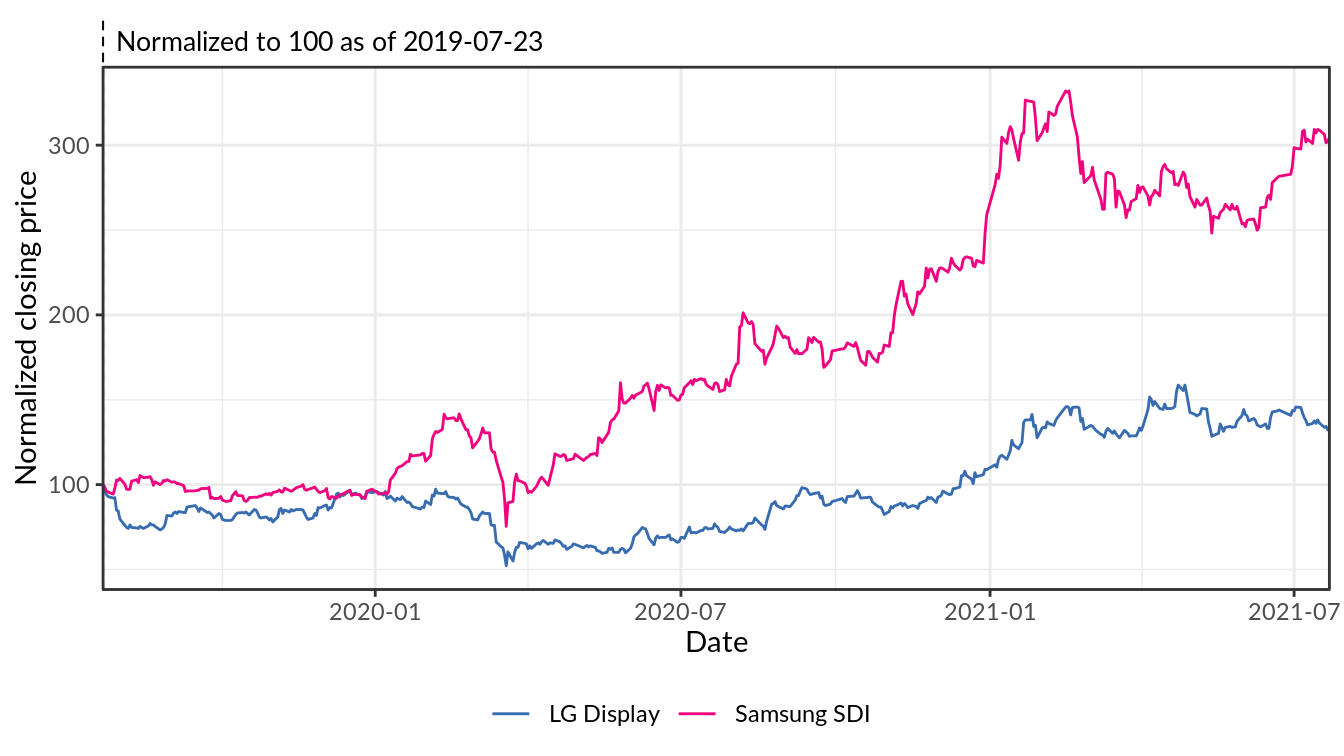 Normalized to 100 as of 2019-07-23
Normalized closing price
300
200
100
2020-01
2020-07
2021-01
2021-07
Date
LG Display
Samsung SDI